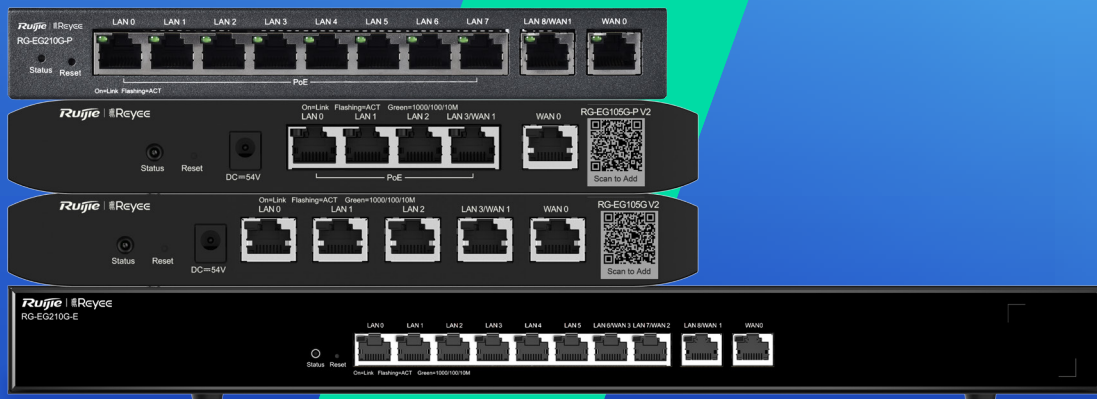 Ruijie | Reyee
RG-EG210G-P
LAN 0 LAN 1 LAN 2 LAN 3 LAN 4 LAN 5 LAN 6 LAN 7 LAN 8/WAN1 WAN 0
Status Reset
PoE
On=Link Flashing=ACT
Ruijie | Reyee
On=Link Flashing=ACT Green=1000/100/10M
LAN 0 LAN 1 LAN 2 LAN 3/WAN 1 WAN 0
RG-EG105G-P V2
Status Reset
DC=54V
PoE
Scan to Add
Ruijie | Reyee
On=Link Flashing=ACT Green=1000/100/10M
LAN 0 LAN 1 LAN 2 LAN 3/WAN 1 WAN 0
RG-EG105G V2
Status Reset
DC=54V
Scan to Add
Ruijie | Reyee
RG-EG210G-E
LAN 0 LAN 1 LAN 2 LAN 3 LAN 4 LAN 5 LAN 6/WAN 3 LAN 7/WAN 2 LAN 8/WAN 1 WAN0
Status Reset
On=Link Flashing=ACT Green=1000/100/10M